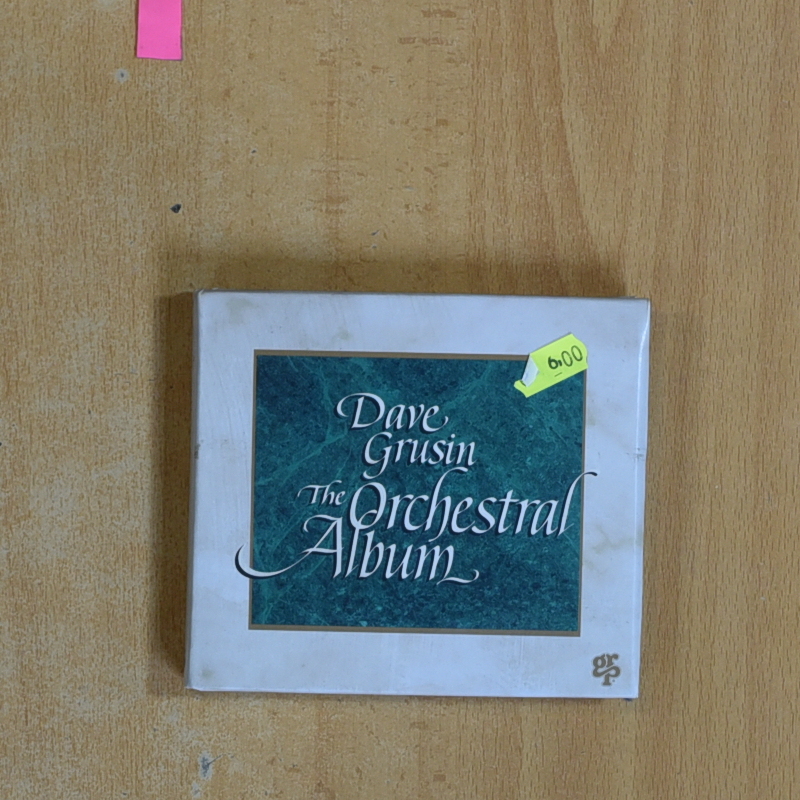 6,00
Dave
Grusin
The Orchestral
Album
grp